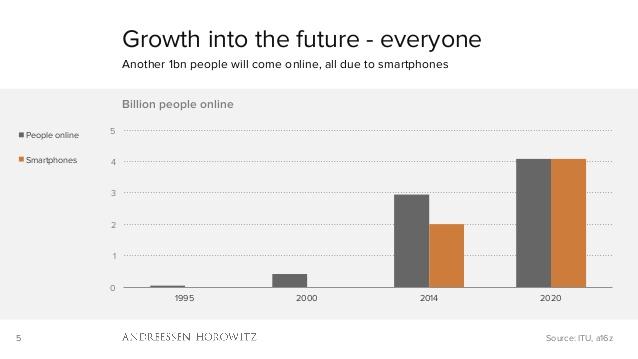 Growth into the future - everyone
Another 1bn people will come online, all due to smartphones
Billion people online
People online
Smartphones
5
4
3
2
1
0
1995
2000
2014
2020
5
ANDREESSEN HOROWITZ
Source: ITU, a16z